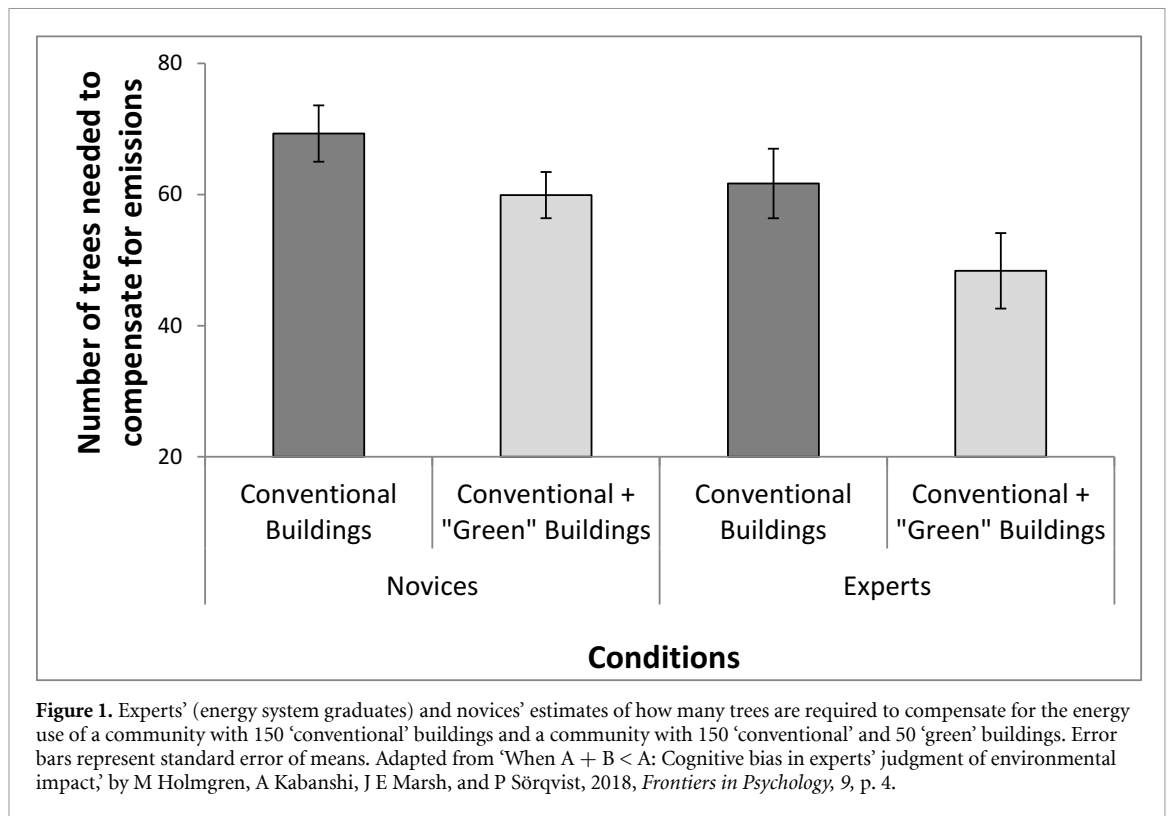 Number of trees needed to
compensate for emissions
80
60
40
20
Conventional
Buildings
Conventional +
"Green" Buildings
Conventional
Buildings
Conventional +
"Green" Buildings
Novices
Experts
Conditions
Figure 1. Experts’ (energy system graduates) and novices’ estimates of how many trees are required to compensate for the energy
use of a community with 150 ‘conventional’ buildings and a community with 150 ‘conventional’ and 50 ‘green’ buildings. Error
bars represent standard error of means. Adapted from ‘When A + B < A: Cognitive bias in experts’ judgment of environmental
impact,’ by M Holmgren, A Kabanshi, J E Marsh, and P Sörqvist, 2018, Frontiers in Psychology, 9, p. 4.